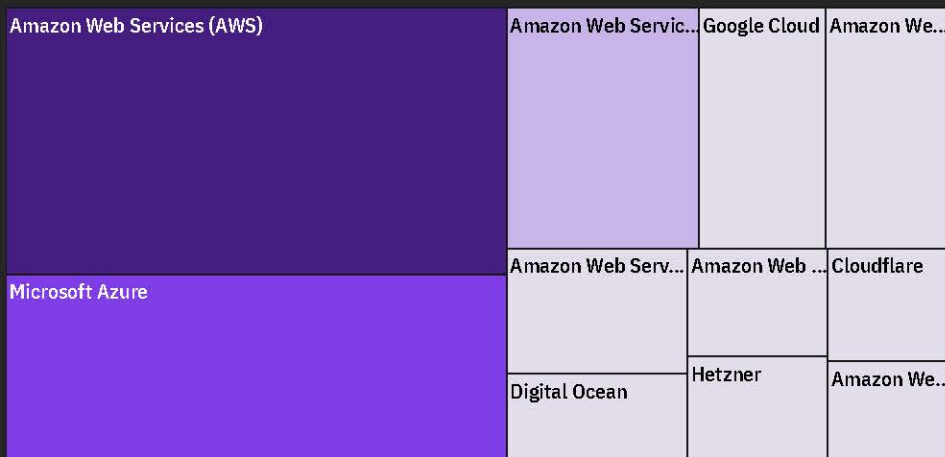 Amazon Web Services (AWS)
Amazon Web Servic...
Google Cloud
Amazon We...
Microsoft Azure
Amazon Web Serv...
Amazon Web ...
Cloudflare
Digital Ocean
Hetzner
Amazon We...